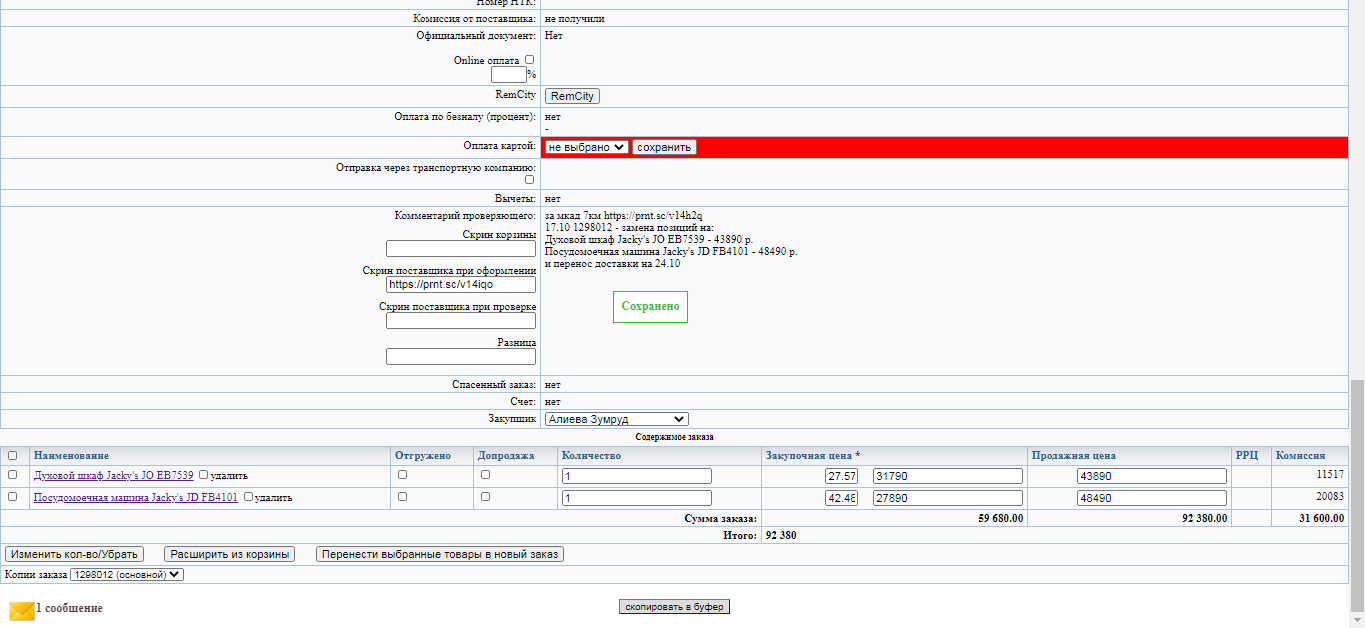 Номер НТК:
Комиссия от поставщика: не получили
Официальный документ: Нет
Online оплата
%
RemCity RemCity
Оплата по безналу (процент): нет
-
Оплата картой: не выбрано сохранить
Отправка через транспортную компанию:
Вычеты: нет
Комментарий проверяющего: за мкад 7км https://prnt.sc/v14h2q
17.10 1298012 - замена позиций на:
Скрин корзины
Духовой шкаф Jacky's JO EB7539 - 43890 р.
Посудомоечная машина Jacky's JD FB4101 - 48490 р.
и перенос доставки на 24.10
Скрин поставщика при оформлении
https://prnt.sc/v14iqo
Скрин поставщика при проверке
Сохранено
Разница
Спасенный заказ: нет
Счет: нет
Закупщик Алиева Зумруд
Содержимое заказа
Наименование Отгружено Допродажа Количество Закупочная цена * Продажная цена РРЦ Комиссия
Духовой шкаф Jacky's JO EB7539 удалить 1 27.57 31790 43890 11517
Посудомоечная машина Jacky's JD FB4101 удалить 1 42.48 27890 48490 20083
Сумма заказа: 59 680.00 92 380.00 31 600.00
Итого: 92 380
Изменить кол-во/Убрать Расширить из корзины Перенести выбранные товары в новый заказ
Копии заказа 1298012 (основной)
1 сообщение скопировать в буфер